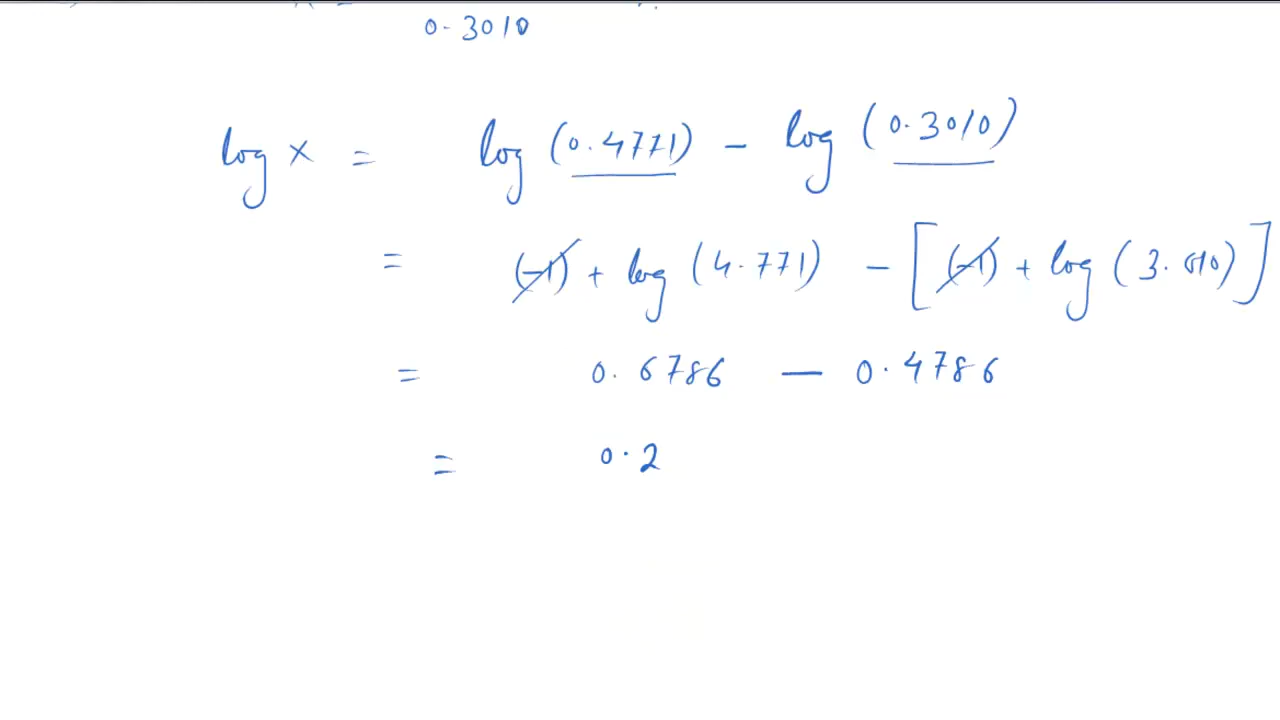 0.3010
log x = log (0.4771) - log (0.3010)
= (-1) + log (4.771) - [(-1) + log (3.010)]
= 0.6786 - 0.4786
= 0.2